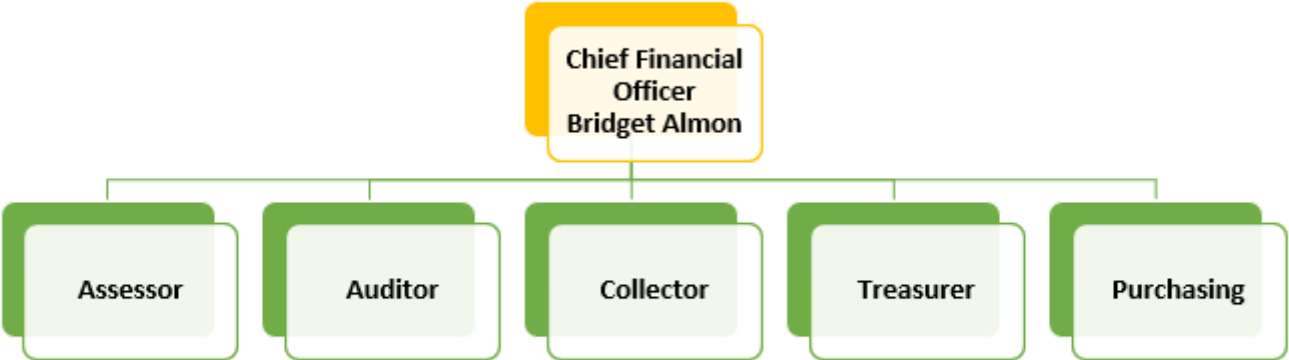 Chief Financial
Officer
Bridget Almon
Assessor
Auditor
Collector
Treasurer
Purchasing